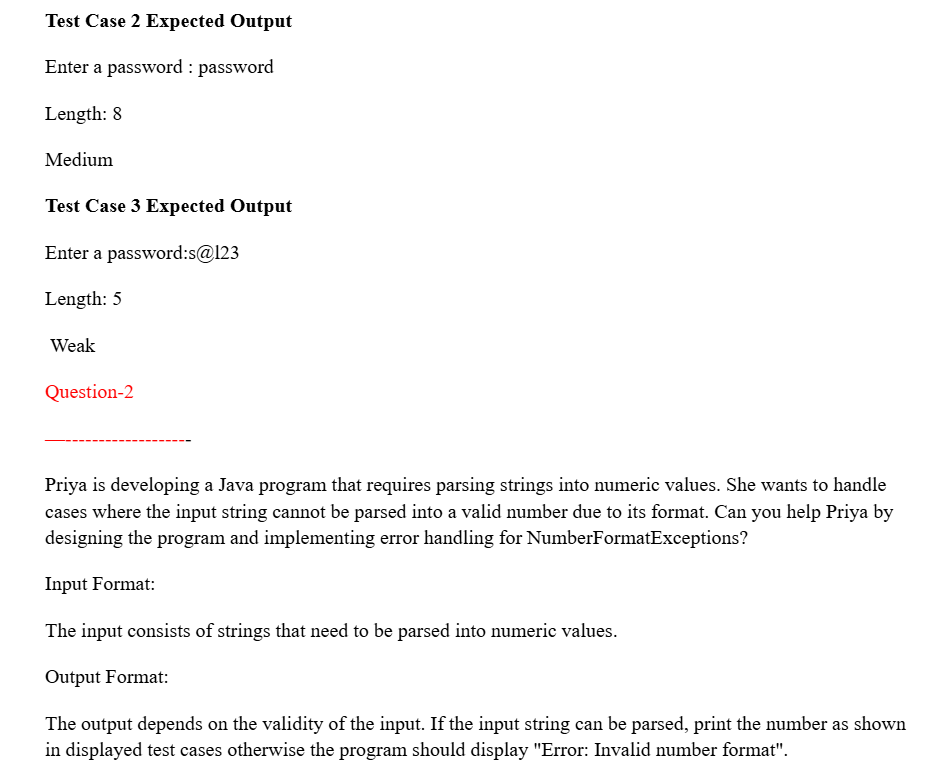 Test Case 2 Expected Output
Enter a password : password
Length: 8
Medium
Test Case 3 Expected Output
Enter a password:s@l23
Length: 5
Weak
Question-2
—-------------------
Priya is developing a Java program that requires parsing strings into numeric values. She wants to handle
cases where the input string cannot be parsed into a valid number due to its format. Can you help Priya by
designing the program and implementing error handling for NumberFormatExceptions?
Input Format:
The input consists of strings that need to be parsed into numeric values.
Output Format:
The output depends on the validity of the input. If the input string can be parsed, print the number as shown
in displayed test cases otherwise the program should display "Error: Invalid number format".